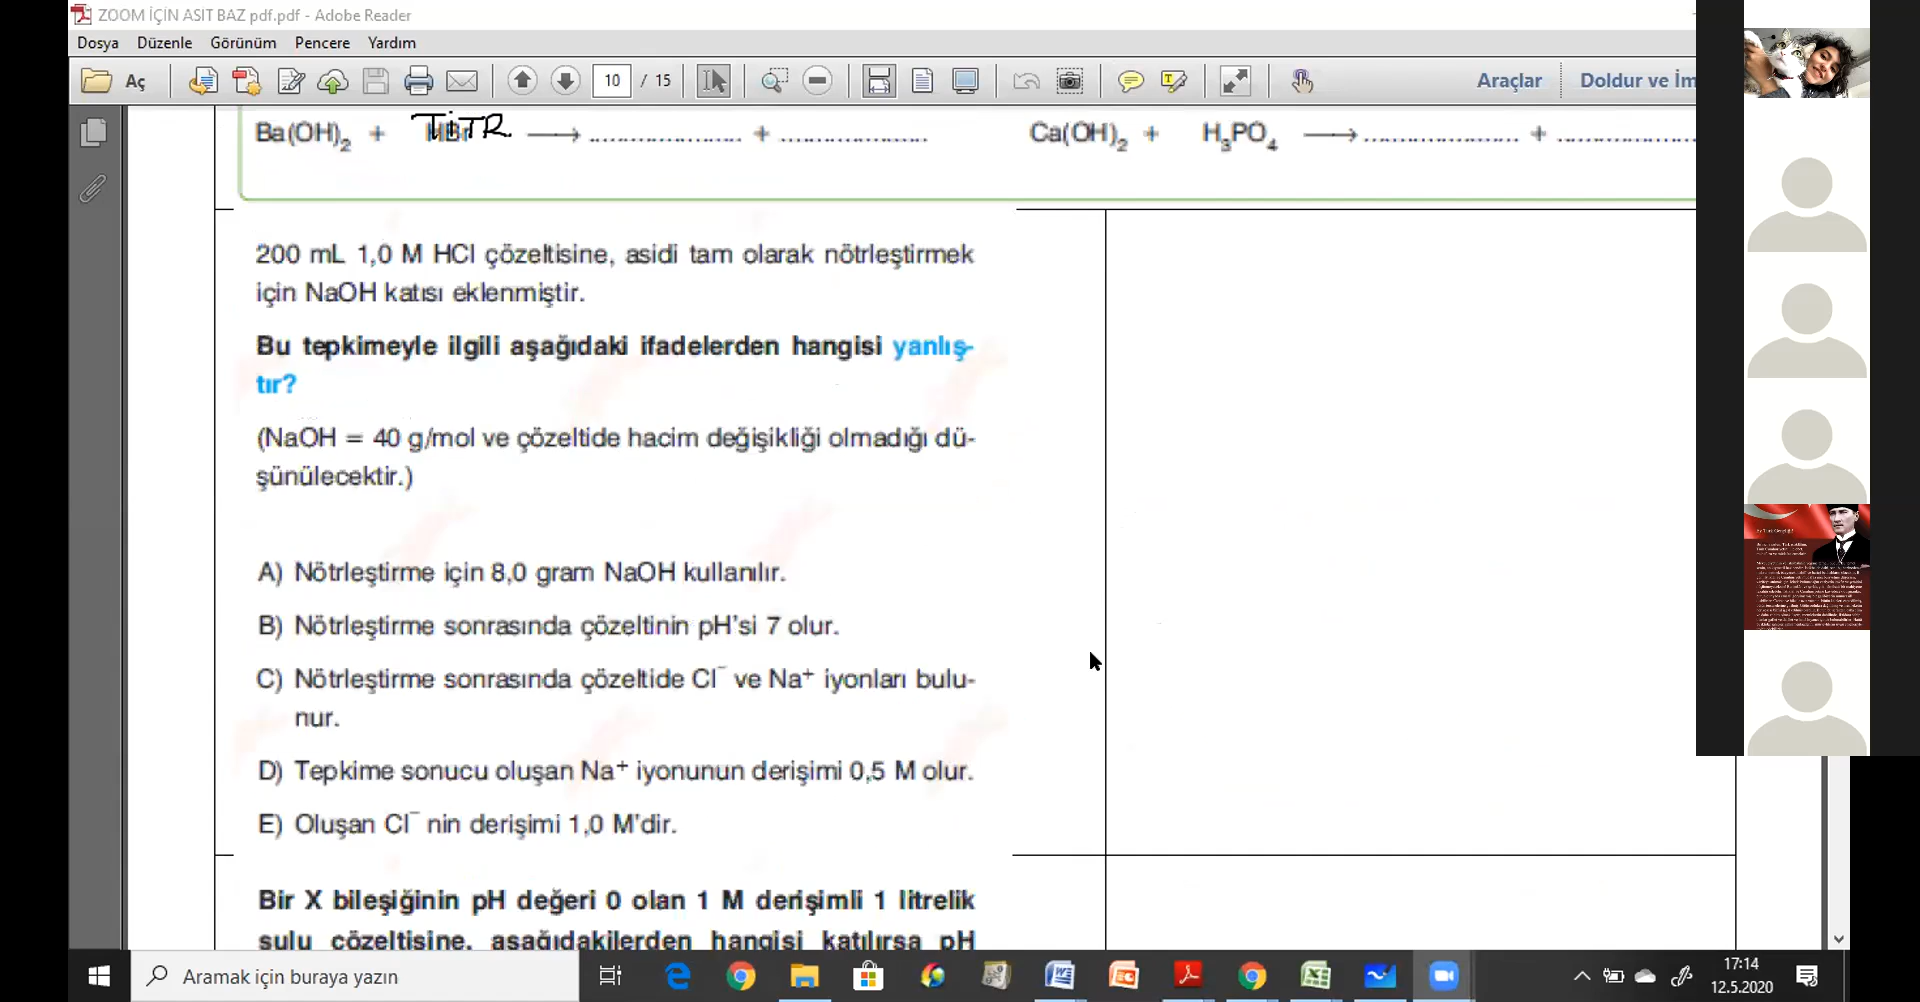 ZOOM İÇİN ASIT BAZ pdf.pdf - Adobe Reader
Dosya Düzenle Görünüm Pencere Yardım
Aç 10 / 15 Araçlar Doldur ve İm
TİTR
Ba(OH)2 + ⟶ ..................... + ....................
Ca(OH)2 + H3PO4 ⟶ ..................... + ...................
200 mL 1,0 M HCl çözeltisine, asidi tam olarak nötrleştirmek
için NaOH katısı eklenmiştir.
Bu tepkimeyle ilgili aşağıdaki ifadelerden hangisi yanlış-
tır?
(NaOH = 40 g/mol ve çözeltide hacim değişikliği olmadığı dü-
şünülecektir.)
A) Nötrleştirme için 8,0 gram NaOH kullanılır.
B) Nötrleştirme sonrasında çözeltinin pH'si 7 olur.
C) Nötrleştirme sonrasında çözeltide Cl⁻ ve Na⁺ iyonları bulu-
nur.
D) Tepkime sonucu oluşan Na⁺ iyonunun derişimi 0,5 M olur.
E) Oluşan Cl⁻ nin derişimi 1,0 M'dir.
Bir X bileşiğinin pH değeri 0 olan 1 M derişimli 1 litrelik
sulu çözeltisine, aşağıdakilerden hangisi katılırsa pH
Aramak için buraya yazın
17:14
12.5.2020